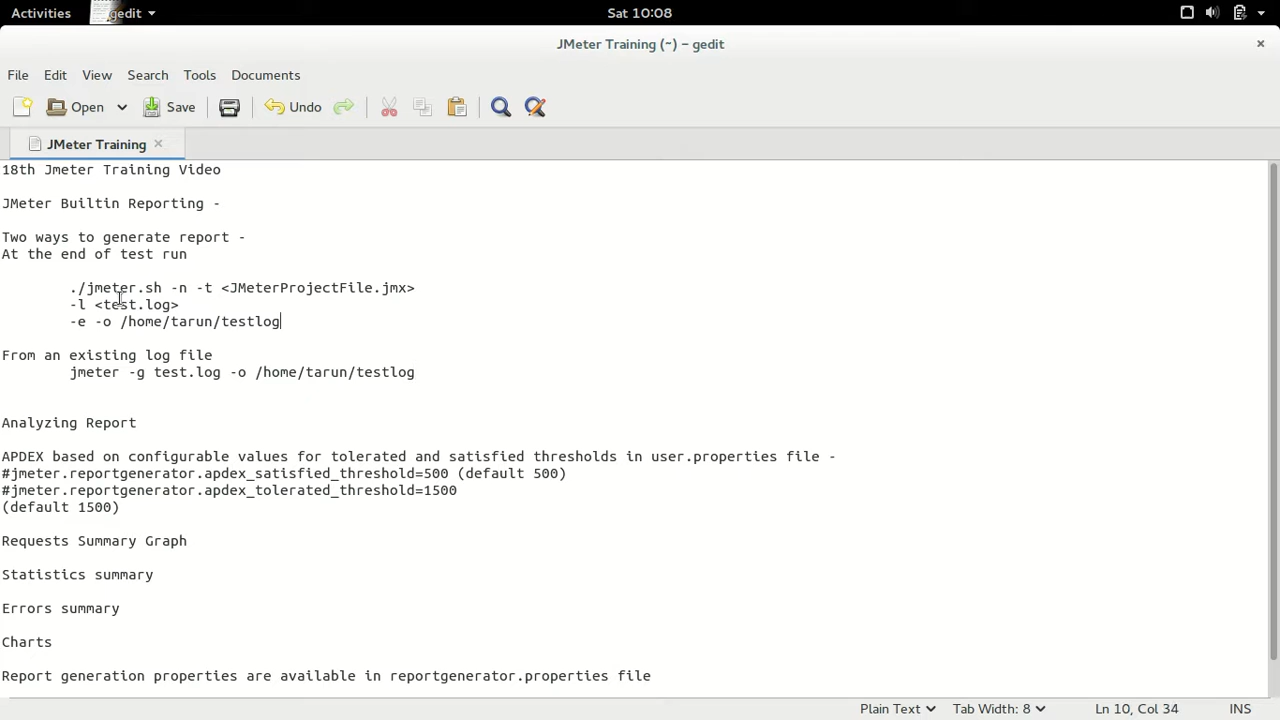 Activities gedit Sat 10:08
JMeter Training (~) – gedit ×
File Edit View Search Tools Documents
Open Save Undo
JMeter Training ×
18th Jmeter Training Video
JMeter Builtin Reporting -
Two ways to generate report -
At the end of test run
./jmeter.sh -n -t <JMeterProjectFile.jmx>
-l <test.log>
-e -o /home/tarun/testlog
From an existing log file
jmeter -g test.log -o /home/tarun/testlog
Analyzing Report
APDEX based on configurable values for tolerated and satisfied thresholds in user.properties file -
#jmeter.reportgenerator.apdex_satisfied_threshold=500 (default 500)
#jmeter.reportgenerator.apdex_tolerated_threshold=1500
(default 1500)
Requests Summary Graph
Statistics summary
Errors summary
Charts
Report generation properties are available in reportgenerator.properties file
Plain Text Tab Width: 8 Ln 10, Col 34 INS